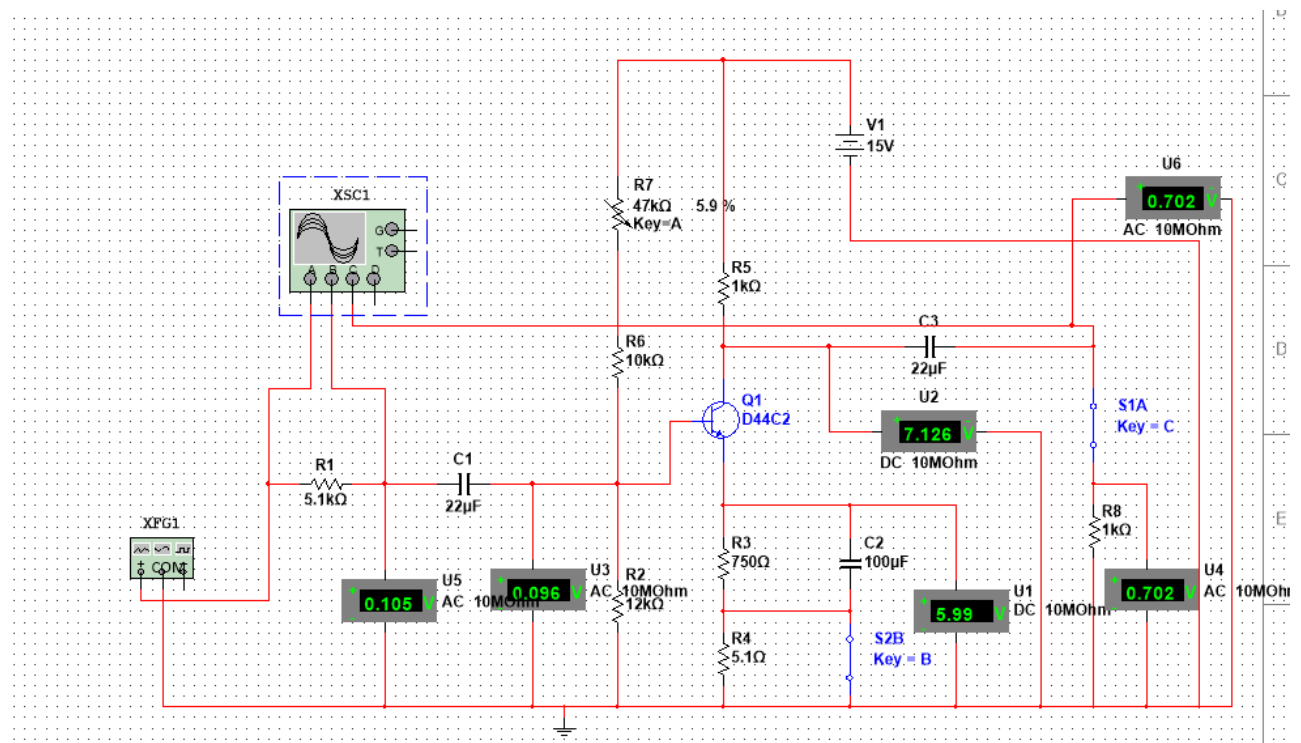 V1
15V
U6
0.702 V
AC 10MOhm
XSC1
G
T
A B C D
R7
47kΩ 5.9 %
Key=A
R5
1kΩ
C3
22µF
R6
10kΩ
Q1
D44C2
U2
7.126 V
DC 10MOhm
S1A
Key = C
R1
5.1kΩ
C1
22µF
XFG1
COM
R3
750Ω
C2
100µF
R8
1kΩ
U5
0.105 V
AC 10MOhm
U3
0.096 V
AC 10MOhm
R2
12kΩ
U1
5.99 V
DC 10MOhm
U4
0.702 V
AC 10MOh
R4
5.1Ω
S2B
Key = B
C
D
E